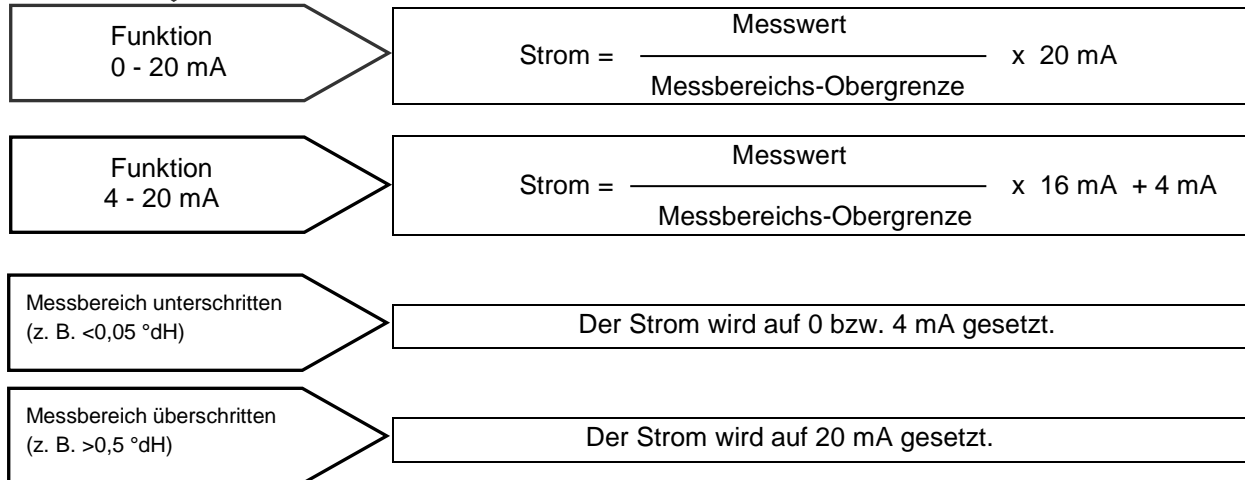 Funktion
0 - 20 mA
Messwert
Strom = x 20 mA
Messbereichs-Obergrenze
Funktion
4 - 20 mA
Messwert
Strom = x 16 mA + 4 mA
Messbereichs-Obergrenze
Messbereich unterschritten
(z. B. <0,05 °dH)
Der Strom wird auf 0 bzw. 4 mA gesetzt.
Messbereich überschritten
(z. B. >0,5 °dH)
Der Strom wird auf 20 mA gesetzt.